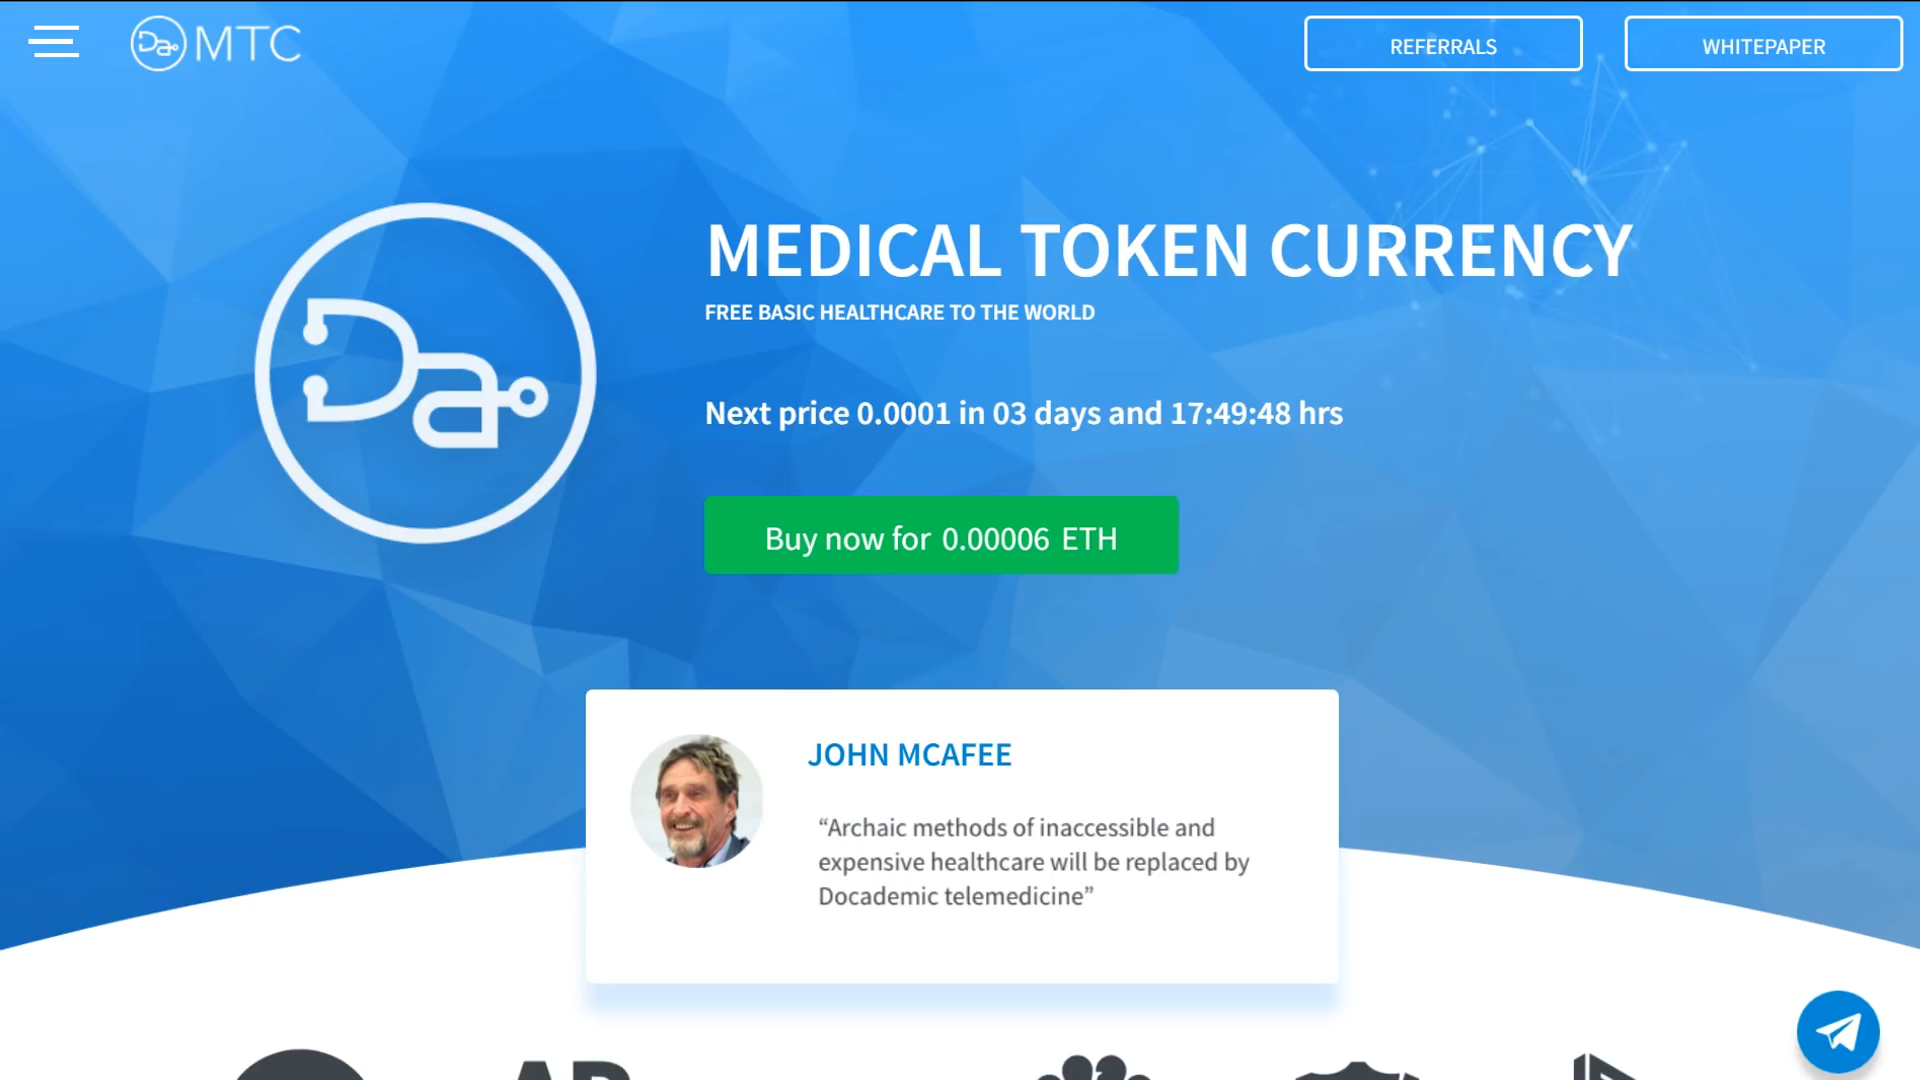 Da MTC
REFERRALS
WHITEPAPER
Da
MEDICAL TOKEN CURRENCY
FREE BASIC HEALTHCARE TO THE WORLD
Next price 0.0001 in 03 days and 17:49:48 hrs
Buy now for 0.00006 ETH
JOHN MCAFEE
“Archaic methods of inaccessible and
expensive healthcare will be replaced by
Docademic telemedicine”